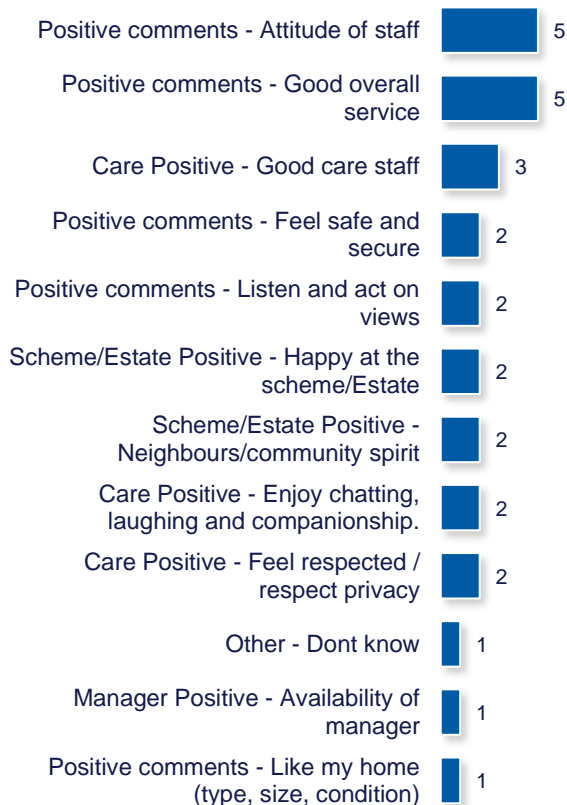 Positive comments - Attitude of staff 5
Positive comments - Good overall
service 5
Care Positive - Good care staff 3
Positive comments - Feel safe and
secure 2
Positive comments - Listen and act on
views 2
Scheme/Estate Positive - Happy at the
scheme/Estate 2
Scheme/Estate Positive -
Neighbours/community spirit 2
Care Positive - Enjoy chatting,
laughing and companionship. 2
Care Positive - Feel respected /
respect privacy 2
Other - Dont know 1
Manager Positive - Availability of
manager 1
Positive comments - Like my home
(type, size, condition) 1